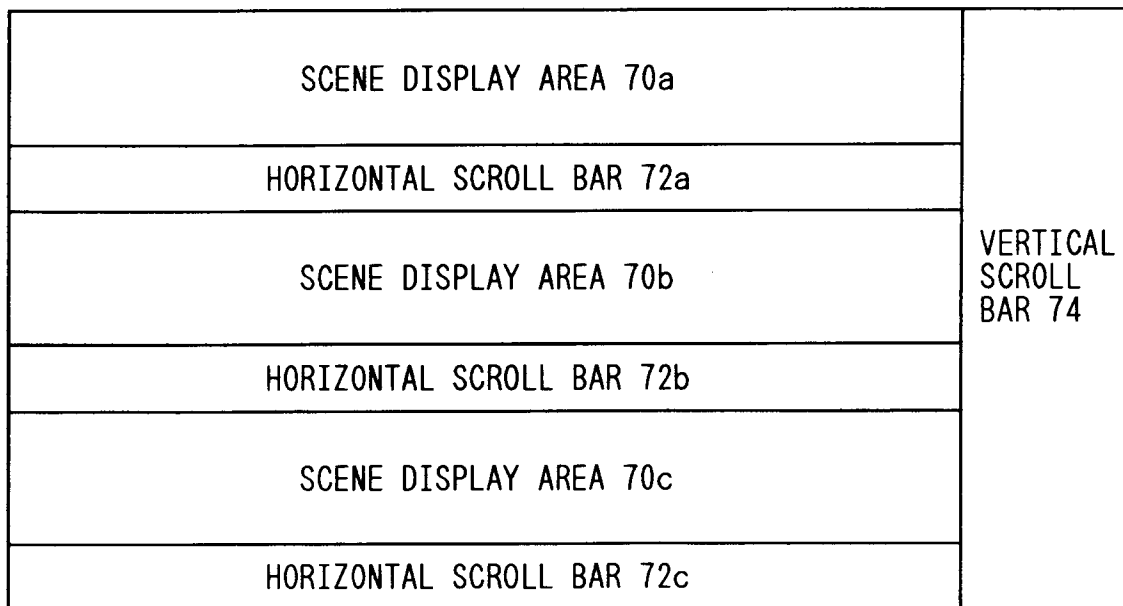 SCENE DISPLAY AREA 70a
HORIZONTAL SCROLL BAR 72a
SCENE DISPLAY AREA 70b
HORIZONTAL SCROLL BAR 72b
SCENE DISPLAY AREA 70c
HORIZONTAL SCROLL BAR 72c
VERTICAL
SCROLL
BAR 74